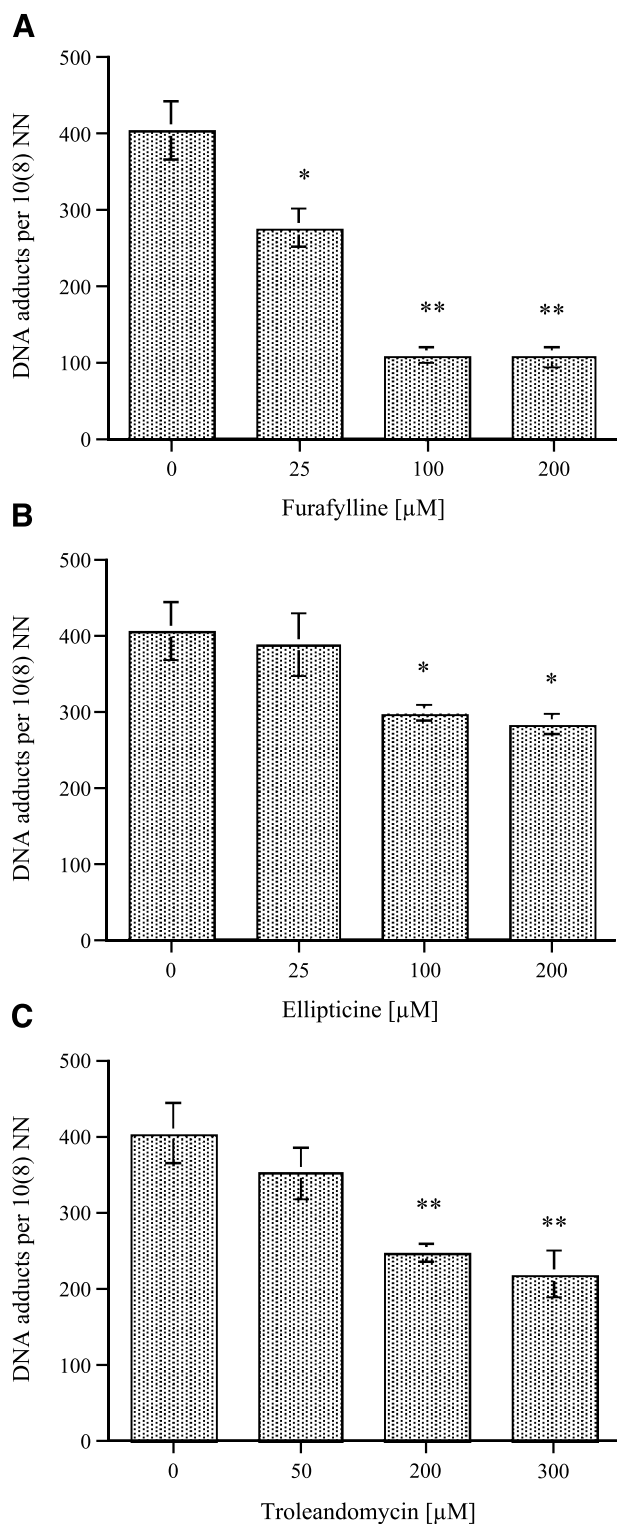 A
DNA adducts per 10(8) NN
500
400
300
200
100
0
*
**
**
0 25 100 200
Furafylline [µM]
B
DNA adducts per 10(8) NN
500
400
300
200
100
0
*
*
0 25 100 200
Ellipticine [µM]
C
DNA adducts per 10(8) NN
500
400
300
200
100
0
**
**
0 50 200 300
Troleandomycin [µM]